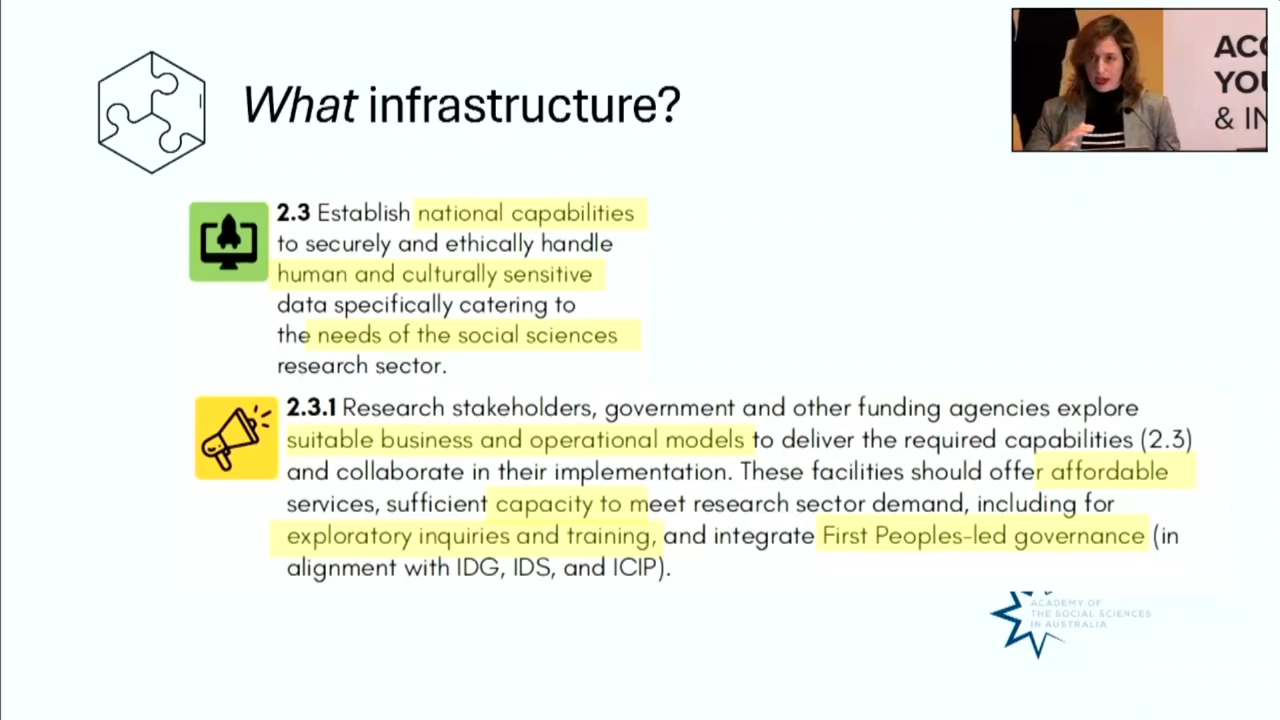 What infrastructure?
ACC
YOU
& IN
2.3 Establish national capabilities
to securely and ethically handle
human and culturally sensitive
data specifically catering to
the needs of the social sciences
research sector.
2.3.1 Research stakeholders, government and other funding agencies explore
suitable business and operational models to deliver the required capabilities (2.3)
and collaborate in their implementation. These facilities should offer affordable
services, sufficient capacity to meet research sector demand, including for
exploratory inquiries and training, and integrate First Peoples-led governance (in
alignment with IDG, IDS, and ICIP).
ACADEMY OF
THE SOCIAL SCIENCES
IN AUSTRALIA